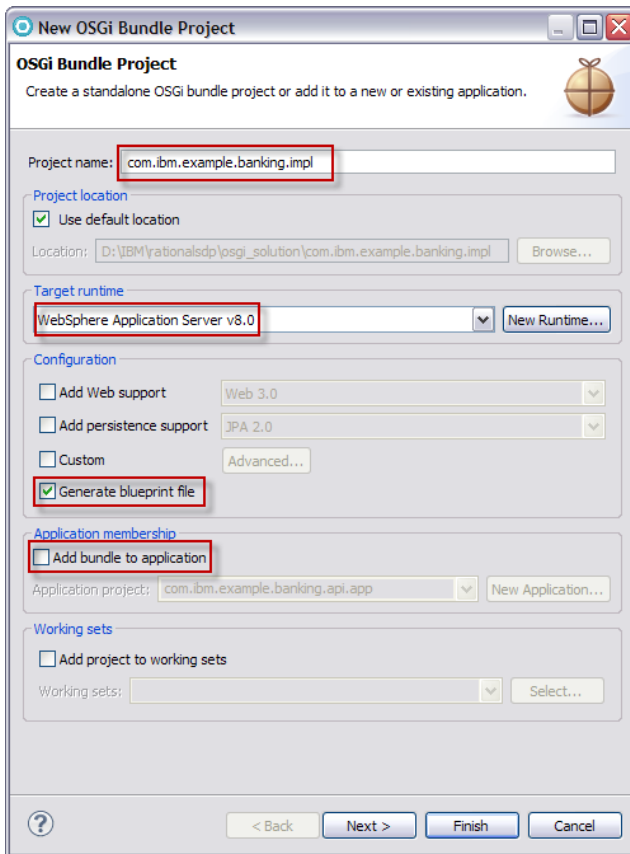 New OSGi Bundle Project
OSGi Bundle Project
Create a standalone OSGi bundle project or add it to a new or existing application.
Project name: com.ibm.example.banking.impl
Project location
Use default location
Location: D:\IBM\rationalsdp\osgi_solution\com.ibm.example.banking.impl Browse...
Target runtime
WebSphere Application Server v8.0 New Runtime...
Configuration
Add Web support Web 3.0
Add persistence support JPA 2.0
Custom Advanced...
Generate blueprint file
Application membership
Add bundle to application
Application project: com.ibm.example.banking.api.app New Application...
Working sets
Add project to working sets
Working sets: Select...
? < Back Next > Finish Cancel